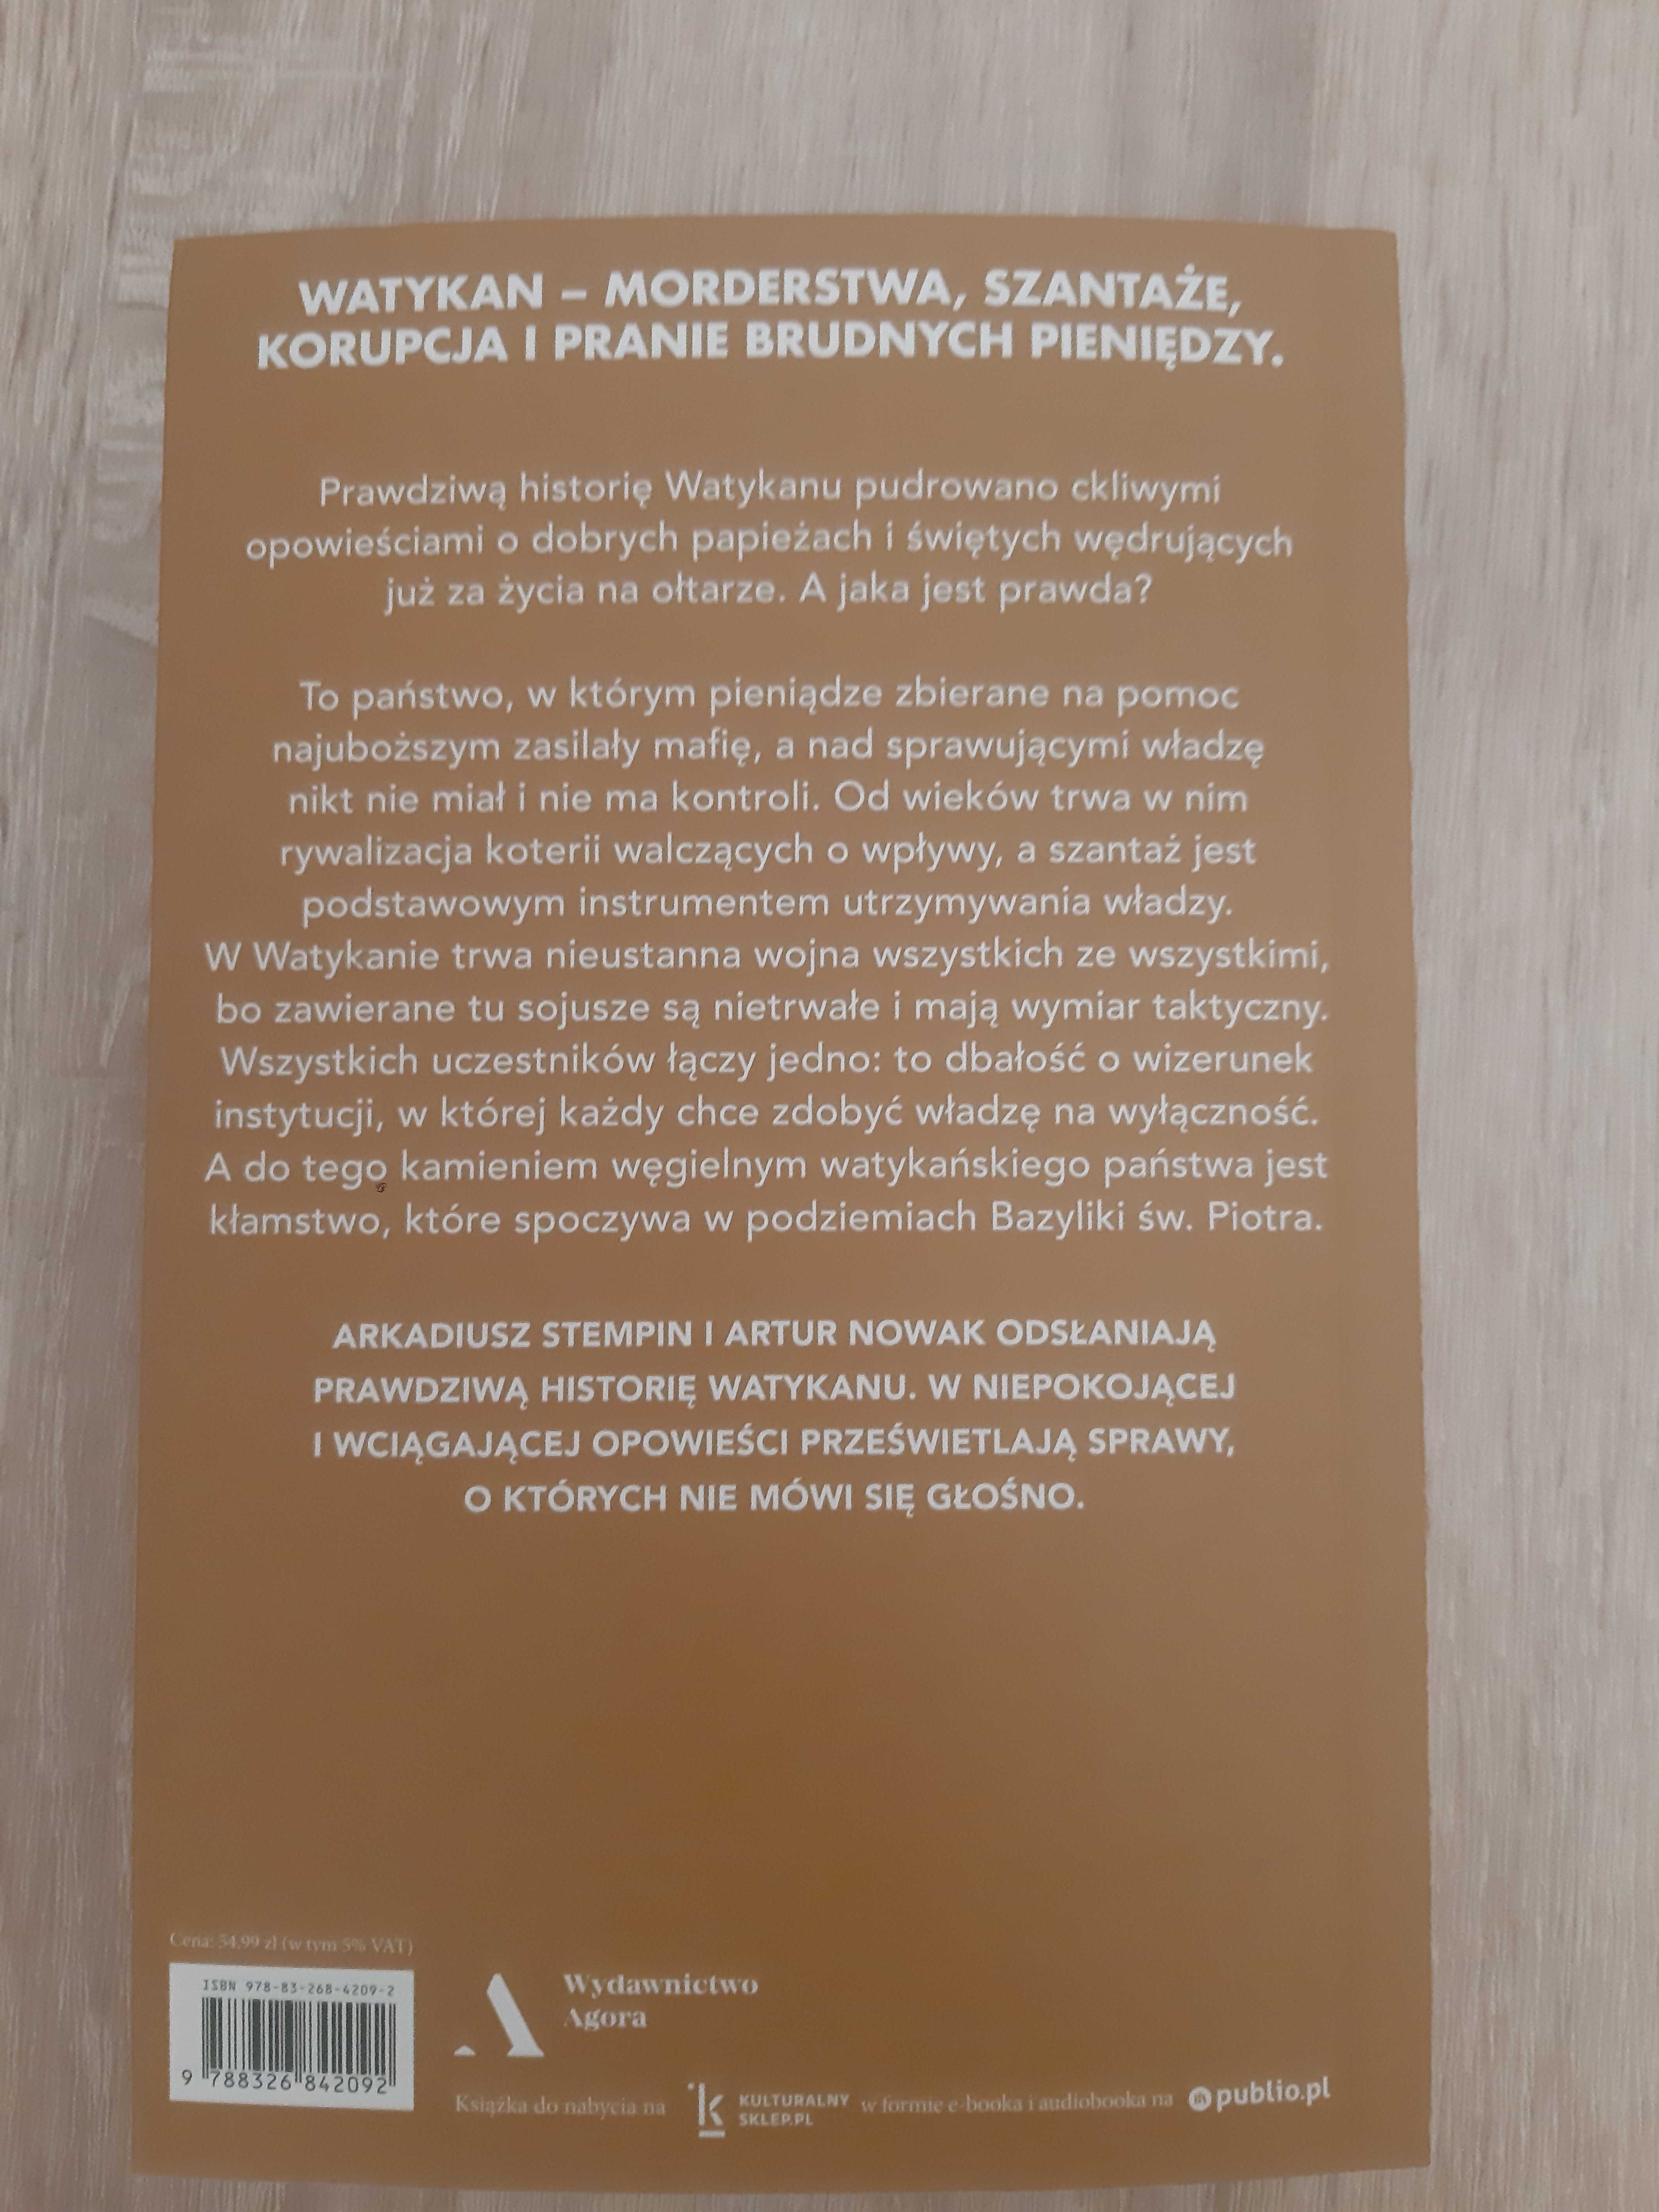 WATYKAN – MORDERSTWA, SZANTAŻE,
KORUPCJA I PRANIE BRUDNYCH PIENIĘDZY.
Prawdziwą historię Watykanu pudrowano ckliwymi
opowieściami o dobrych papieżach i świętych wędrujących
już za życia na ołtarze. A jaka jest prawda?
To państwo, w którym pieniądze zbierane na pomoc
najuboższym zasilały mafię, a nad sprawującymi władzę
nikt nie miał i nie ma kontroli. Od wieków trwa w nim
rywalizacja koterii walczących o wpływy, a szantaż jest
podstawowym instrumentem utrzymywania władzy.
W Watykanie trwa nieustanna wojna wszystkich ze wszystkimi,
bo zawierane tu sojusze są nietrwałe i mają wymiar taktyczny.
Wszystkich uczestników łączy jedno: to dbałość o wizerunek
instytucji, w której każdy chce zdobyć władzę na wyłączność.
A do tego kamieniem węgielnym watykańskiego państwa jest
kłamstwo, które spoczywa w podziemiach Bazyliki św. Piotra.
ARKADIUSZ STEMPIN I ARTUR NOWAK ODSŁANIAJĄ
PRAWDZIWĄ HISTORIĘ WATYKANU. W NIEPOKOJĄCEJ
I WCIĄGAJĄCEJ OPOWIEŚCI PRZEŚWIETLAJĄ SPRAWY,
O KTÓRYCH NIE MÓWI SIĘ GŁOŚNO.
Cena: 54,99 zł (w tym 5% VAT)
ISBN 978-83-268-4209-2
9 788326 842092
Wydawnictwo
Agora
Książka do nabycia na
KULTURALNY
SKLEP.PL
w formie e-booka i audiobooka na
publio.pl